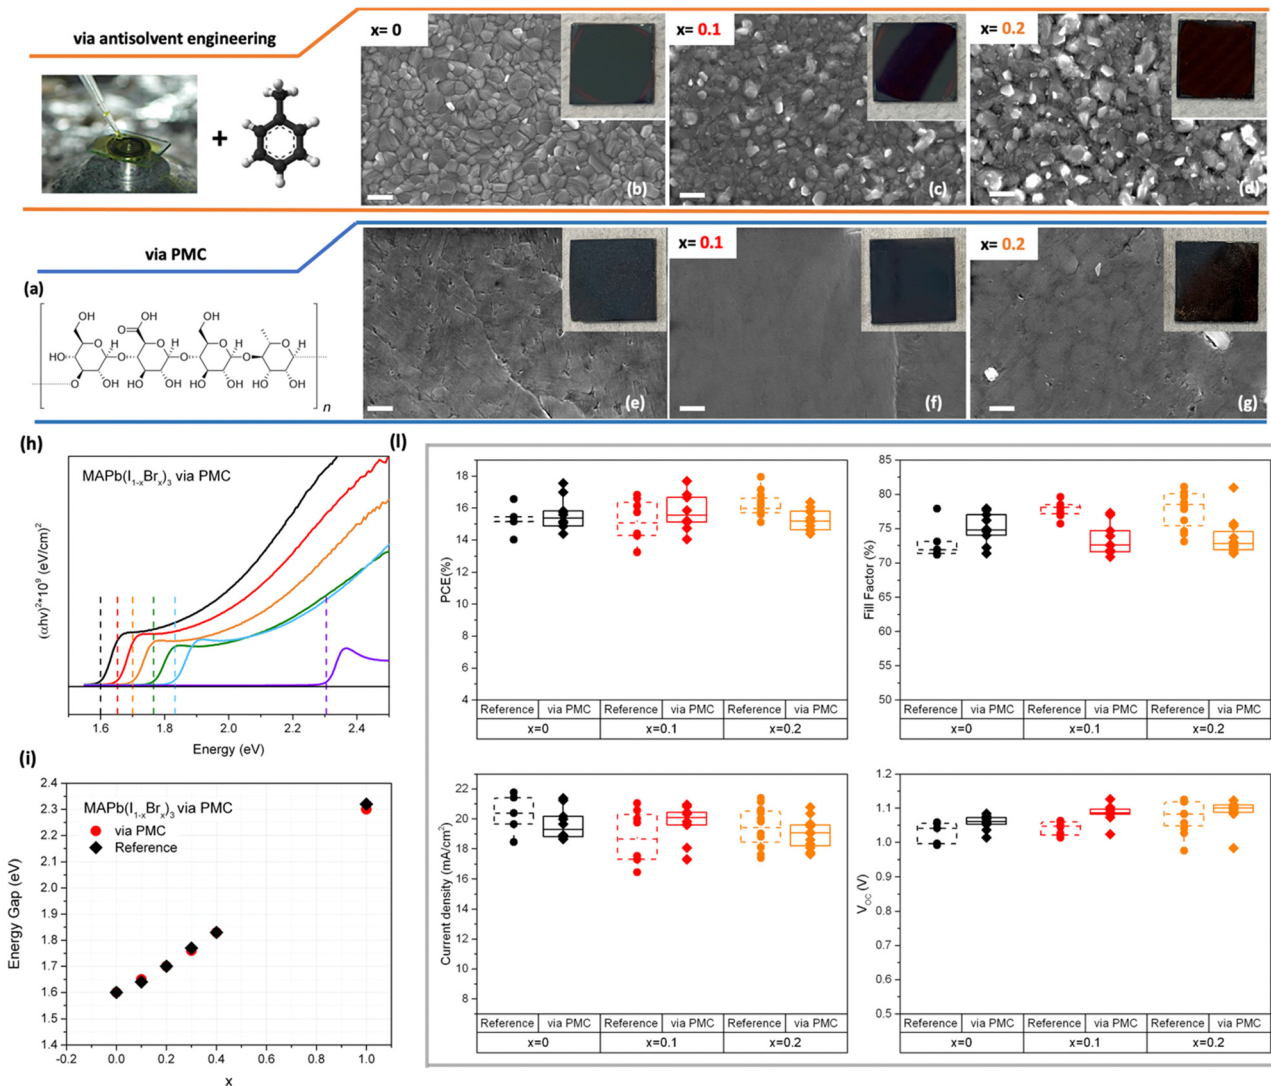 via antisolvent engineering
x= 0
x= 0.1
x= 0.2
+
(b)
(c)
(d)
via PMC
x= 0.1
x= 0.2
(a)
OH
HO
O
OH
H
O
OH
O
OH
OH
H
O
OH
OH
O
H
O
OH
OH
O
H
OH
OH
n
(e)
(f)
(g)
(h)
MAPb(I1-xBrx)3 via PMC
(αhν)²*10⁹ (eV/cm)²
1.6
1.8
2.0
2.2
2.4
Energy (eV)
(i)
MAPb(I1-xBrx)3 via PMC
via PMC
Reference
Energy Gap (eV)
2.4
2.3
2.2
2.1
2.0
1.9
1.8
1.7
1.6
1.5
1.4
-0.2
0.0
0.2
0.4
0.6
0.8
1.0
x
(l)
PCE(%)
18
16
14
12
10
8
6
4
Reference
via PMC
Reference
via PMC
Reference
via PMC
x=0
x=0.1
x=0.2
Fill Factor (%)
85
80
75
70
65
60
55
50
Reference
via PMC
Reference
via PMC
Reference
via PMC
x=0
x=0.1
x=0.2
Current density (mA/cm²)
22
20
18
16
14
12
10
8
Reference
via PMC
Reference
via PMC
Reference
via PMC
x=0
x=0.1
x=0.2
VOC (V)
1.2
1.1
1.0
0.9
0.8
0.7
0.6
0.5
Reference
via PMC
Reference
via PMC
Reference
via PMC
x=0
x=0.1
x=0.2